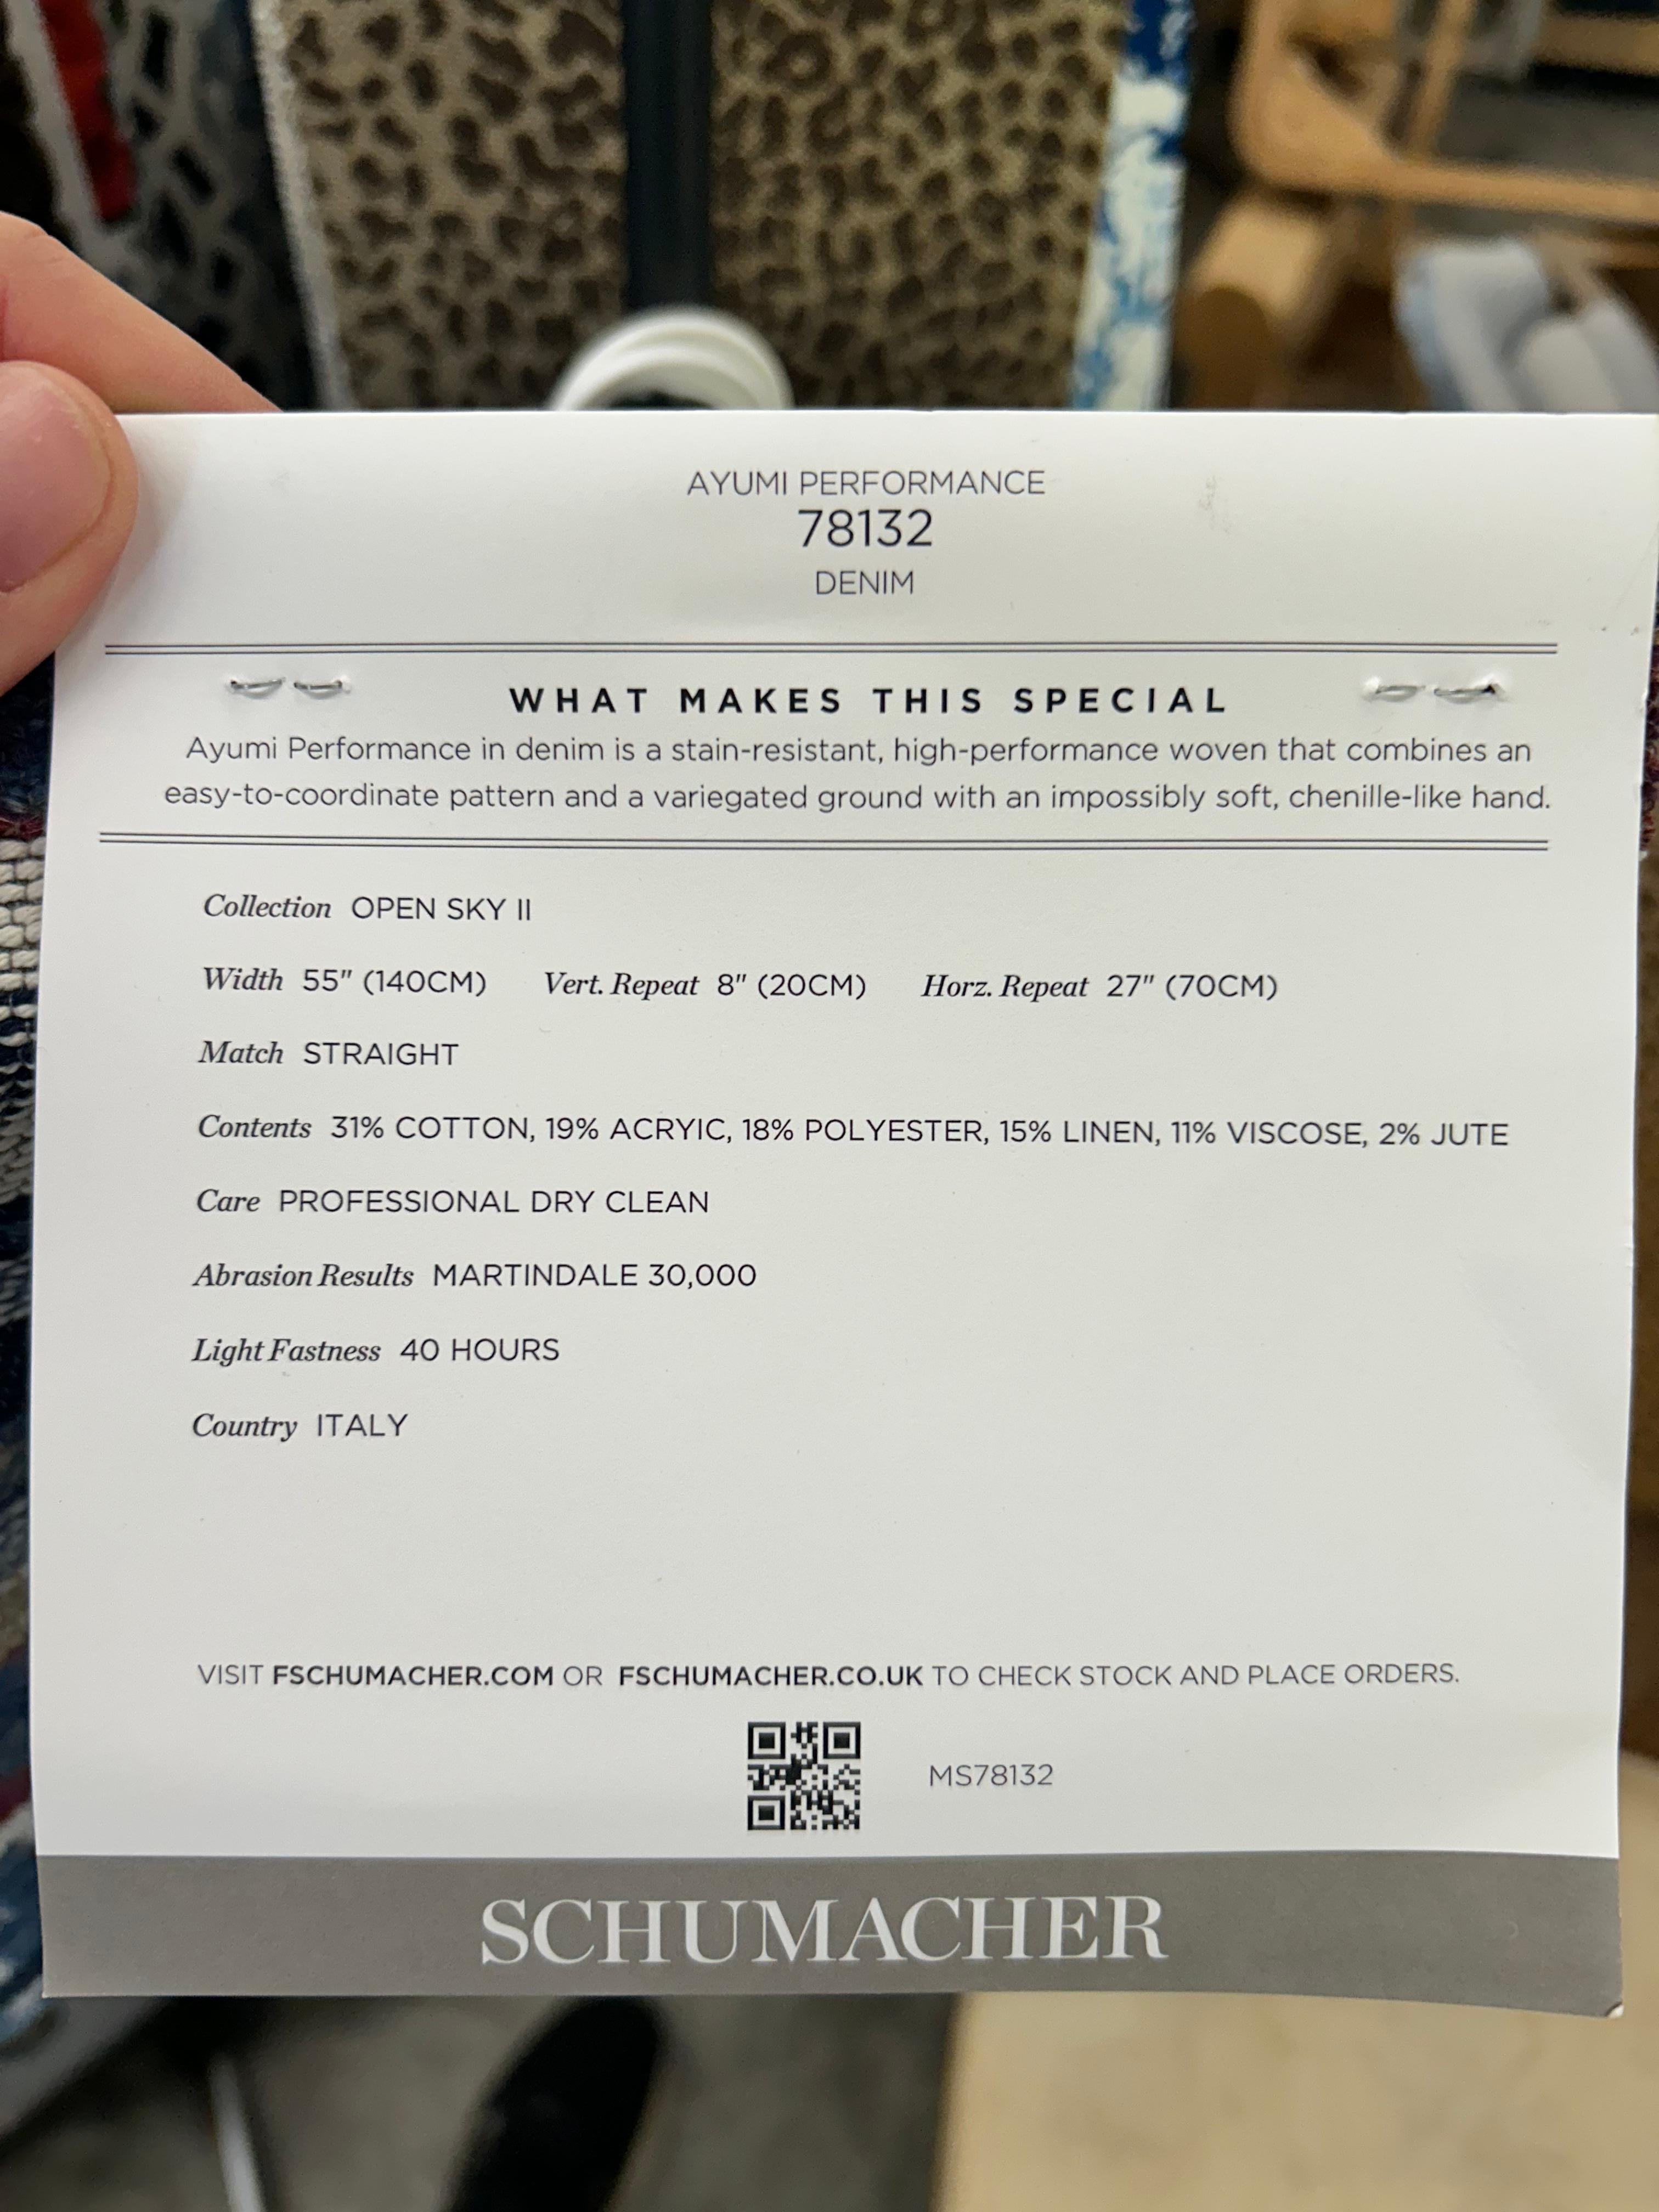 AYUMI PERFORMANCE
78132
DENIM
WHAT MAKES THIS SPECIAL
Ayumi Performance in denim is a stain-resistant, high-performance woven that combines an
easy-to-coordinate pattern and a variegated ground with an impossibly soft, chenille-like hand.
Collection OPEN SKY II
Width 55" (140CM) Vert. Repeat 8" (20CM) Horz. Repeat 27" (70CM)
Match STRAIGHT
Contents 31% COTTON, 19% ACRYIC, 18% POLYESTER, 15% LINEN, 11% VISCOSE, 2% JUTE
Care PROFESSIONAL DRY CLEAN
Abrasion Results MARTINDALE 30,000
Light Fastness 40 HOURS
Country ITALY
VISIT FSCHUMACHER.COM OR FSCHUMACHER.CO.UK TO CHECK STOCK AND PLACE ORDERS.
MS78132
SCHUMACHER